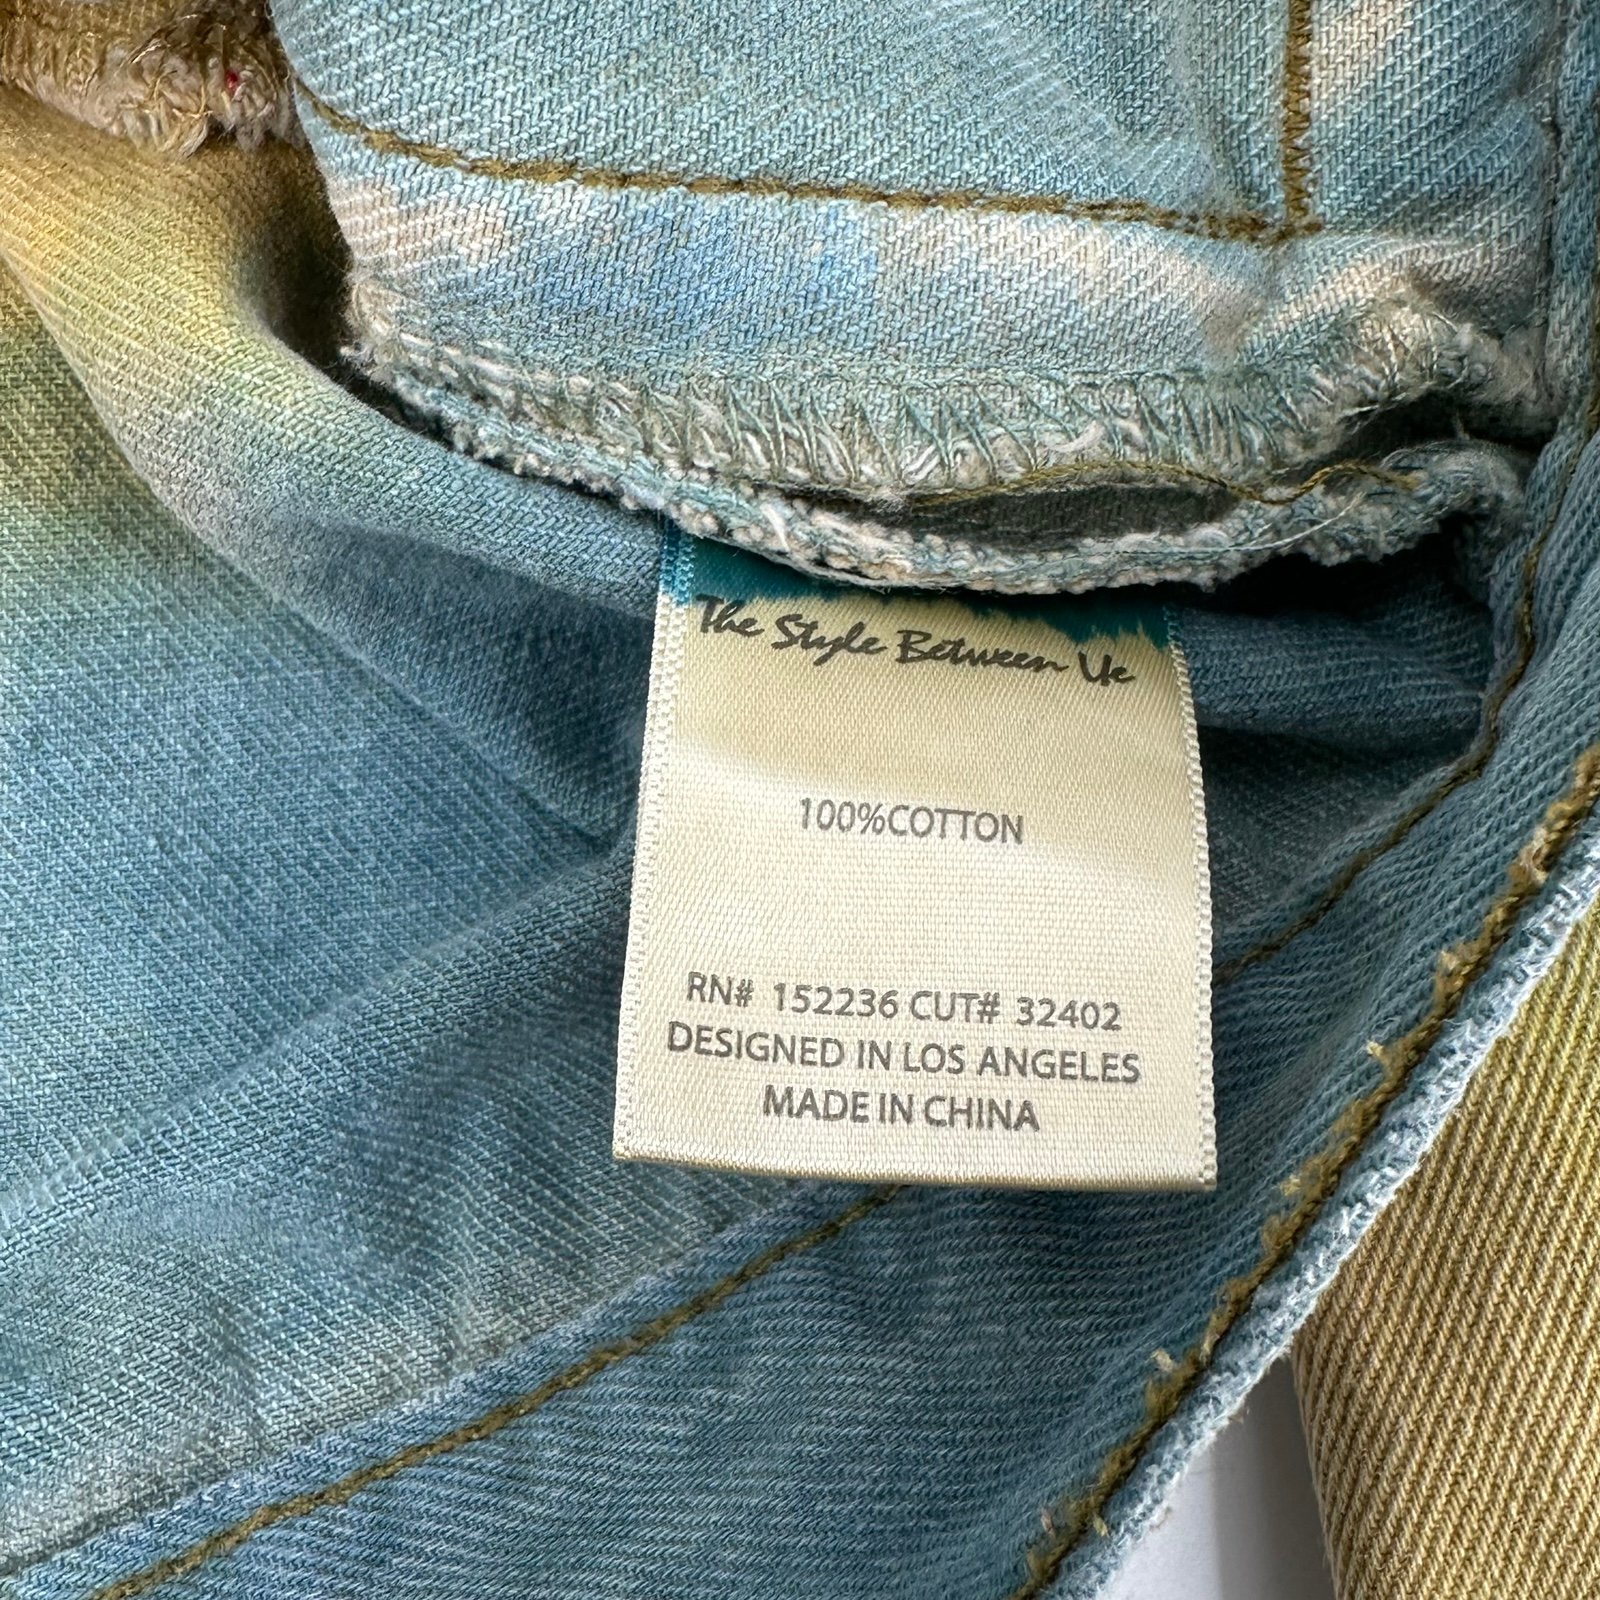 The Style Between Us
100%COTTON
RN# 152236 CUT# 32402
DESIGNED IN LOS ANGELES
MADE IN CHINA